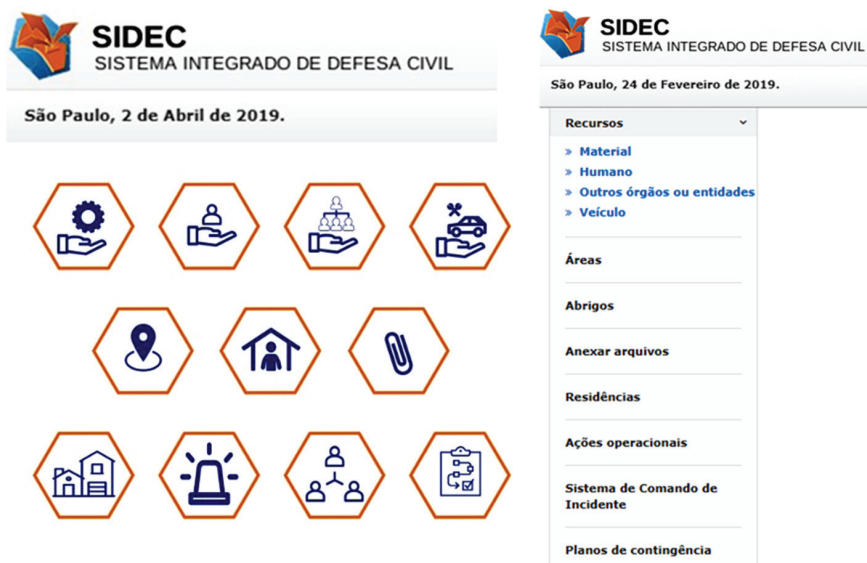 SIDEC
SISTEMA INTEGRADO DE DEFESA CIVIL
São Paulo, 2 de Abril de 2019.
SIDEC
SISTEMA INTEGRADO DE DEFESA CIVIL
São Paulo, 24 de Fevereiro de 2019.
Recursos
» Material
» Humano
» Outros órgãos ou entidades
» Veículo
Áreas
Abrigos
Anexar arquivos
Residências
Ações operacionais
Sistema de Comando de
Incidente
Planos de contingência